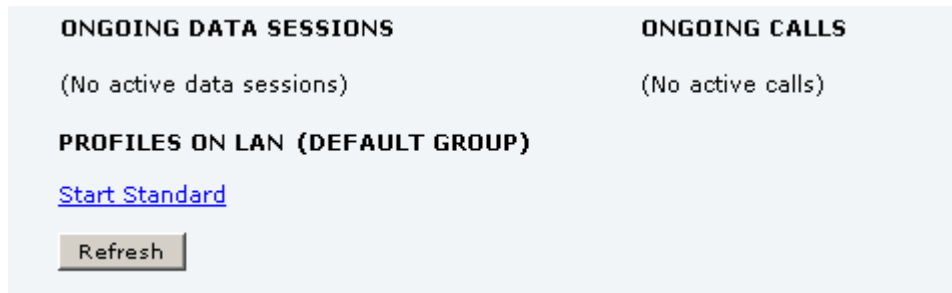 ONGOING DATA SESSIONS ONGOING CALLS
(No active data sessions) (No active calls)
PROFILES ON LAN (DEFAULT GROUP)
Start Standard
Refresh